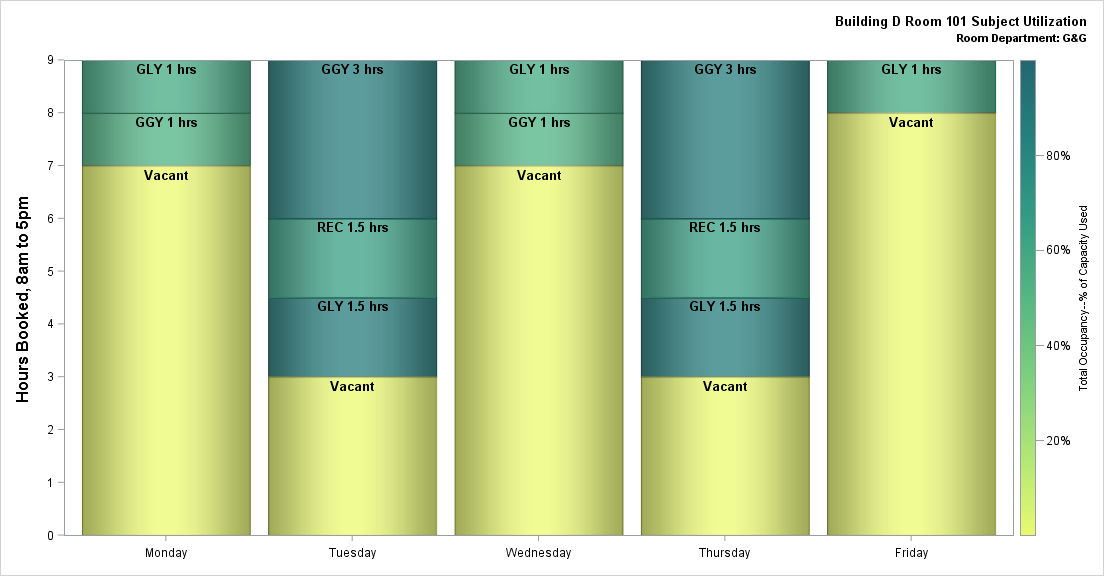 Building D Room 101 Subject Utilization
Room Department: G&G
Hours Booked, 8am to 5pm
9
8
7
6
5
4
3
2
1
0
GLY 1 hrs
GGY 1 hrs
Vacant
GGY 3 hrs
REC 1.5 hrs
GLY 1.5 hrs
Vacant
GLY 1 hrs
GGY 1 hrs
Vacant
GGY 3 hrs
REC 1.5 hrs
GLY 1.5 hrs
Vacant
GLY 1 hrs
Vacant
Monday
Tuesday
Wednesday
Thursday
Friday
80%
60%
40%
20%
Total Occupancy--% of Capacity Used